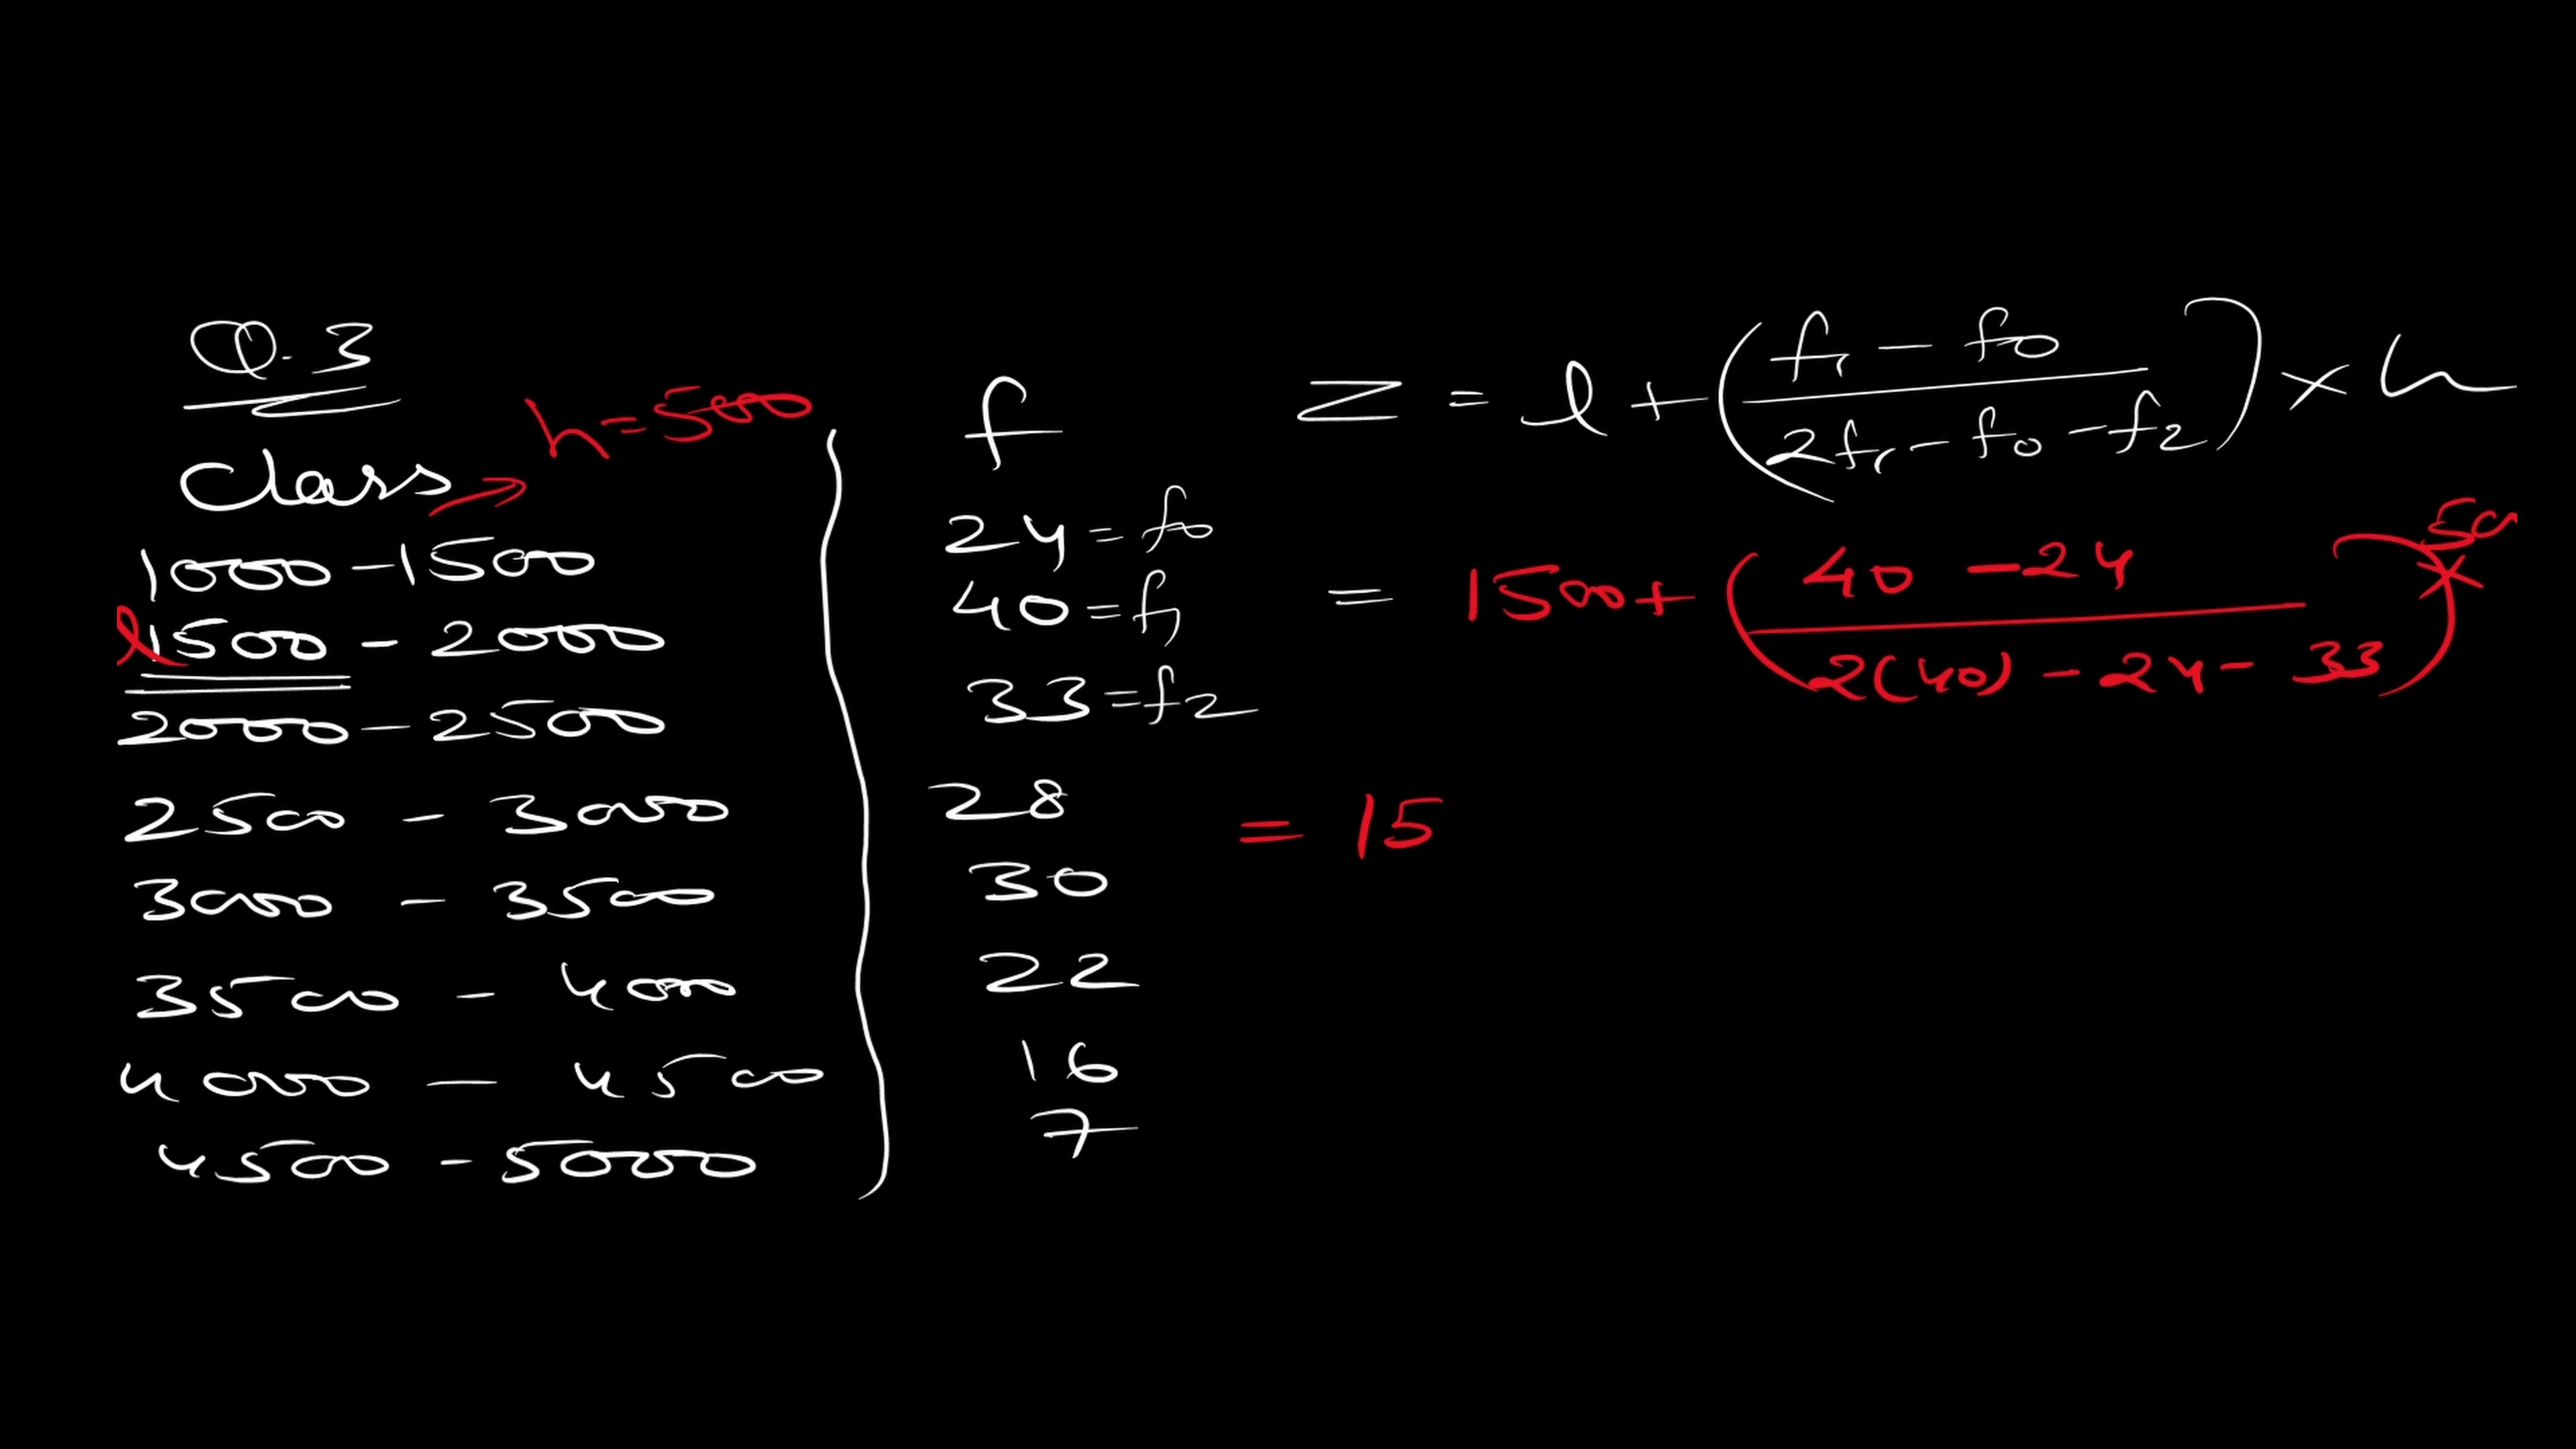 Q.3
h=500
Class f
1000-1500 24=f0
l 1500-2000 40=f1
2000-2500 33=f2
2500-3000 28
3000-3500 30
3500-4000 22
4000-4500 16
4500-5000 7
Z = l + (f1 - f0 / 2f1 - f0 - f2) × h
= 1500 + (40 - 24 / 2(40) - 24 - 33) × 50
= 15